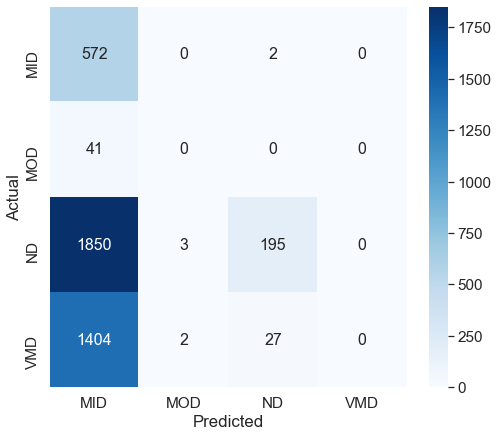 MID 572 0 2 0
MOD 41 0 0 0
ND 1850 3 195 0
VMD 1404 2 27 0
MID MOD ND VMD
Predicted
Actual
1750
1500
1250
1000
750
500
250
0